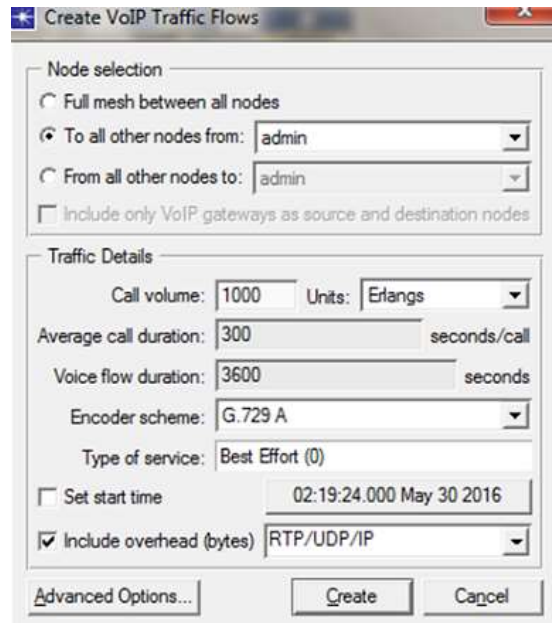 Create VoIP Traffic Flows
Node selection
Full mesh between all nodes
To all other nodes from: admin
From all other nodes to: admin
Include only VoIP gateways as source and destination nodes
Traffic Details
Call volume: 1000 Units: Erlangs
Average call duration: 300 seconds/call
Voice flow duration: 3600 seconds
Encoder scheme: G.729 A
Type of service: Best Effort (0)
Set start time 02:19:24.000 May 30 2016
Include overhead (bytes) RTP/UDP/IP
Advanced Options... Create Cancel